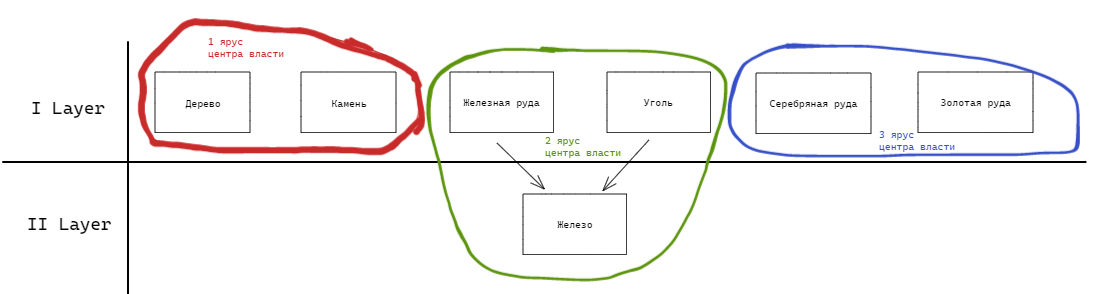 1 ярус
центра власти
I Layer
Дерево
Камень
Железная руда
Уголь
Серебряная руда
Золотая руда
2 ярус
центра власти
3 ярус
центра власти
II Layer
Железо